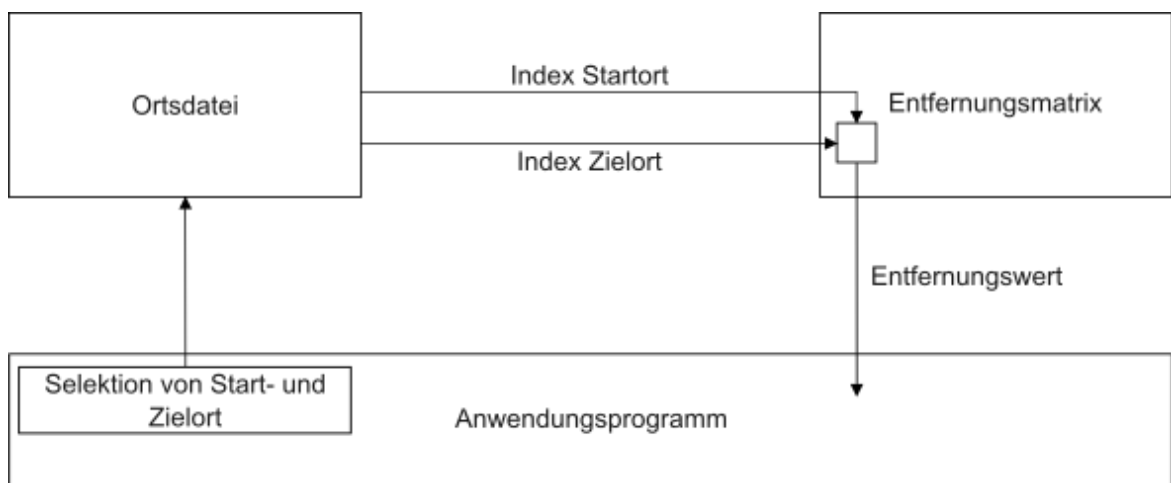 Ortsdatei
Index Startort
Index Zielort
Entfernungsmatrix
Entfernungswert
Selektion von Start- und
Zielort
Anwendungsprogramm